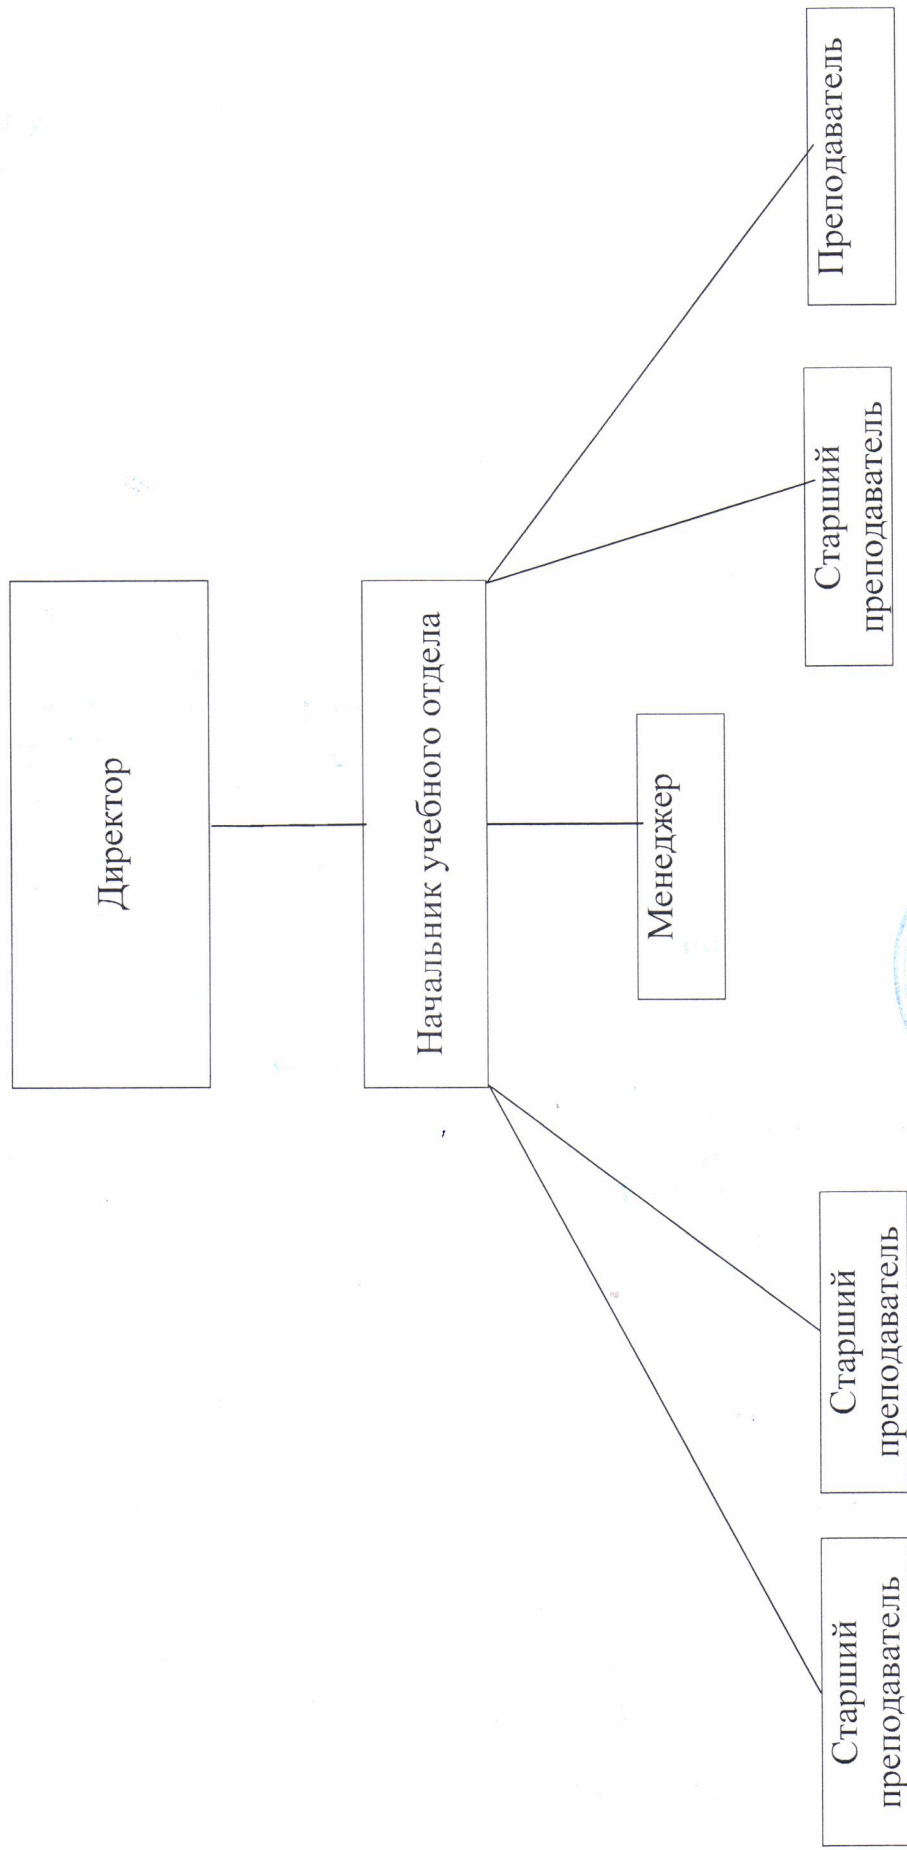 Директор
Начальник учебного отдела
Менеджер
Старший
преподаватель
Старший
преподаватель
Старший
преподаватель
Преподаватель